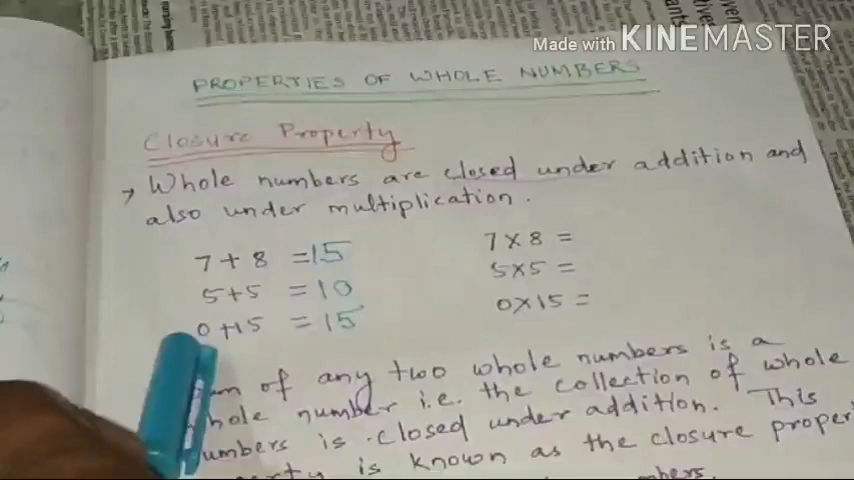 Made with KINEMASTER
PROPERTIES OF WHOLE NUMBERS
Closure Property
→ Whole numbers are closed under addition and
also under multiplication.
7 + 8 = 15
7 × 8 =
5 + 5 = 10
5 × 5 =
0 + 15 = 15
0 × 15 =
of any two whole numbers is a
number i.e. the collection of whole
is closed under addition. This
is known as the closure